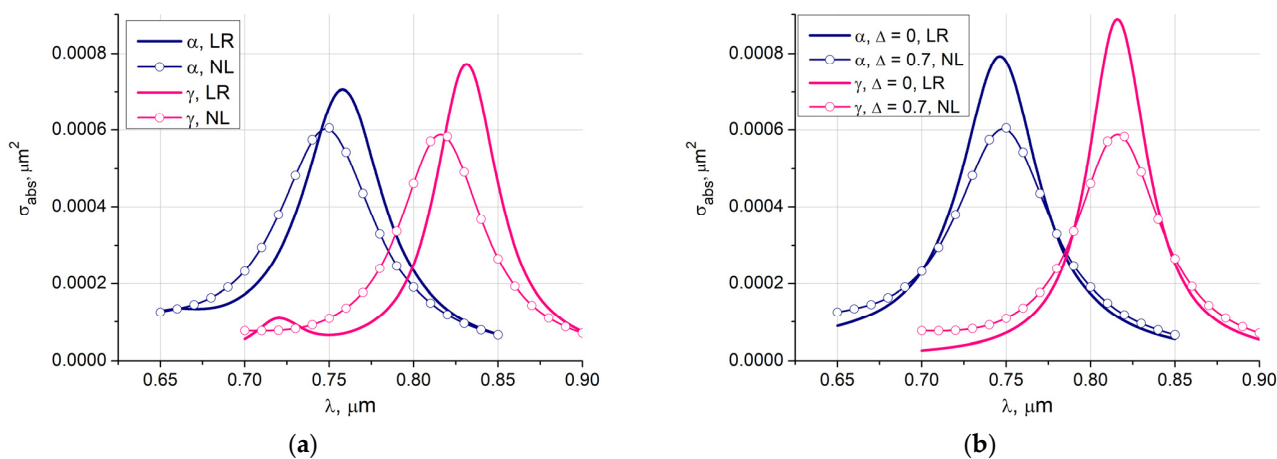 α, LR
α, NL
γ, LR
γ, NL
0.0008
0.0006
0.0004
0.0002
0.0000
σabs, μm²
0.65 0.70 0.75 0.80 0.85 0.90
λ, μm
(a)
α, Δ = 0, LR
α, Δ = 0.7, NL
γ, Δ = 0, LR
γ, Δ = 0.7, NL
0.0008
0.0006
0.0004
0.0002
0.0000
σabs, μm²
0.65 0.70 0.75 0.80 0.85 0.90
λ, μm
(b)